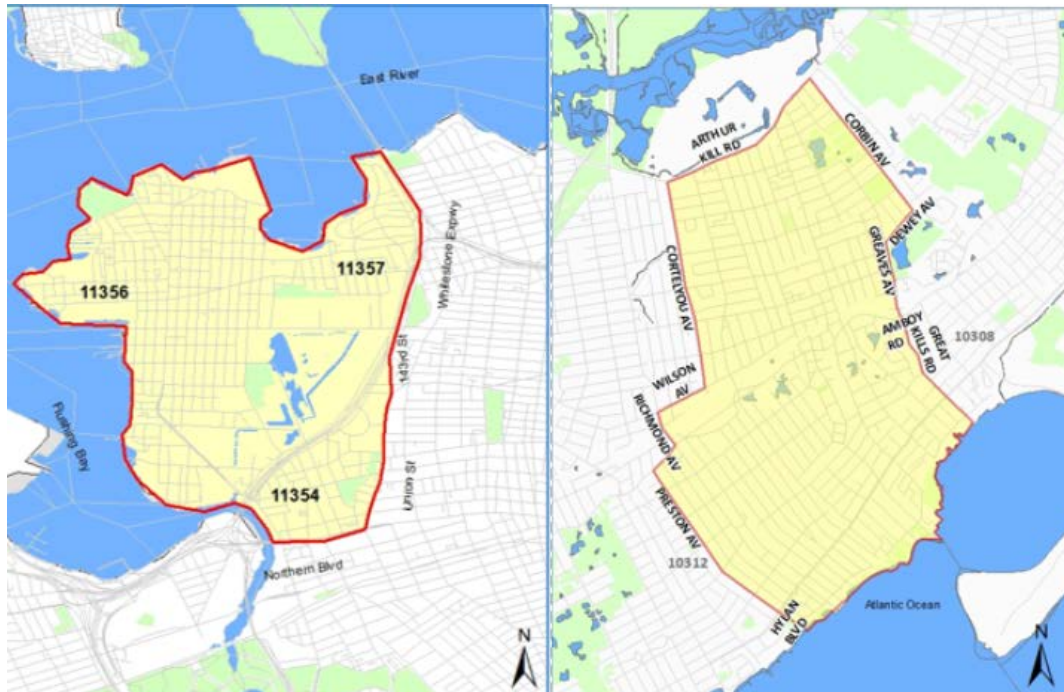 East River
11357
11356
Whitestone Expwy
143rd St
Flushing Bay
11354
Union St
Northern Blvd
N
ARTHUR
KILL RD
CORBIN AV
DEWEY AV
GREAVES AV
CORTELYOU AV
AMBOY
RD
GREAT
KILLS RD
10308
WILSON
AV
RICHMOND AV
PRESTON AV
10312
HYLAN
BLVD
Atlantic Ocean
N